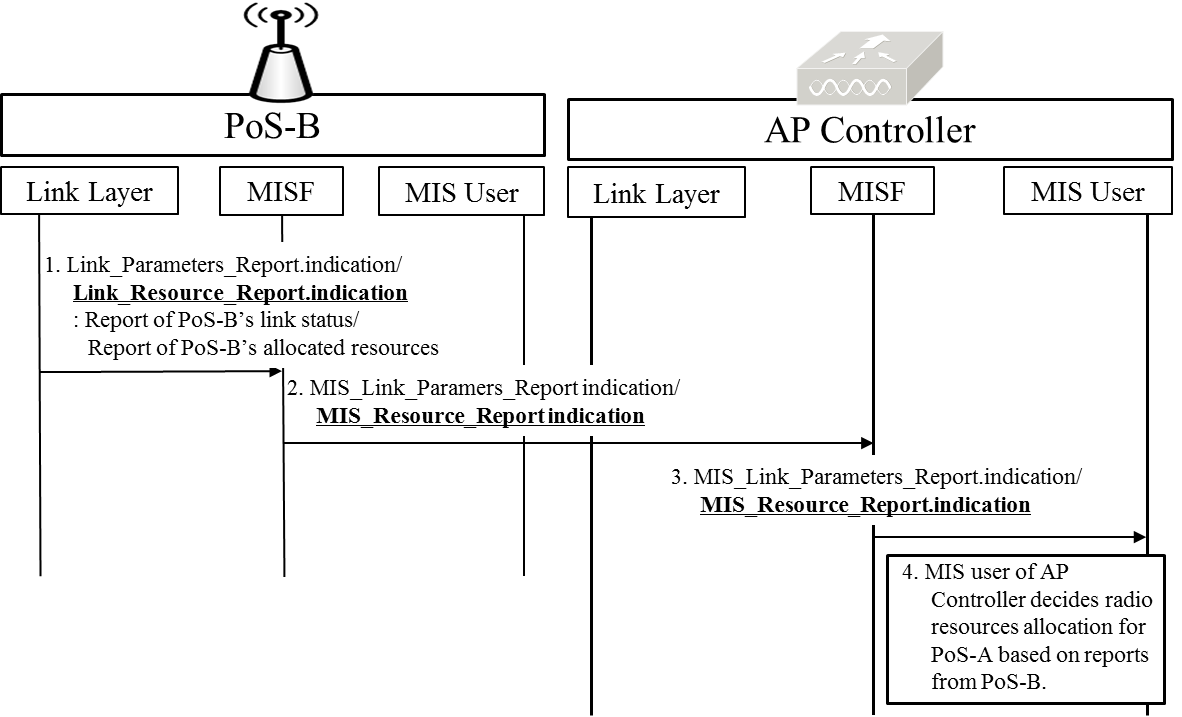 PoS-B
AP Controller
Link Layer
MISF
MIS User
Link Layer
MISF
MIS User
1. Link_Parameters_Report.indication/
Link_Resource_Report.indication
: Report of PoS-B’s link status/
Report of PoS-B’s allocated resources
2. MIS_Link_Paramers_Report indication/
MIS_Resource_Report indication
3. MIS_Link_Parameters_Report.indication/
MIS_Resource_Report.indication
4. MIS user of AP
Controller decides radio
resources allocation for
PoS-A based on reports
from PoS-B.